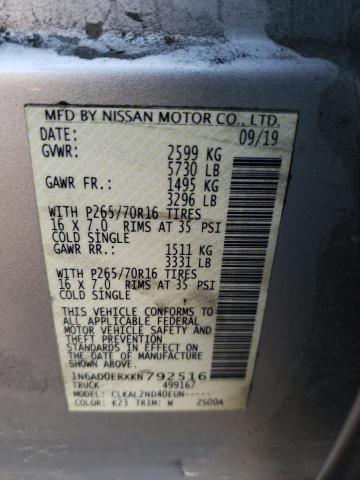 MFD BY NISSAN MOTOR CO., LTD.
DATE: 09/19
GVWR: 2599 KG
5730 LB
GAWR FR.: 1495 KG
3296 LB
WITH P265/70R16 TIRES
16 X 7.0 RIMS AT 35 PSI
COLD SINGLE
GAWR RR.: 1511 KG
3331 LB
WITH P265/70R16 TIRES
16 X 7.0 RIMS AT 35 PSI
COLD SINGLE
THIS VEHICLE CONFORMS TO
ALL APPLICABLE FEDERAL
MOTOR VEHICLE SAFETY
AND THEFT PREVENTION
STANDARDS IN EFFECT ON
THE DATE OF MANUFACTURE
SHOWN ABOVE.
1N6AD0ERXKN792516
TRUCK 499167
MODEL: CLKAL2ND40EUN-----
COLOR: K23 TRIM: W 2500A